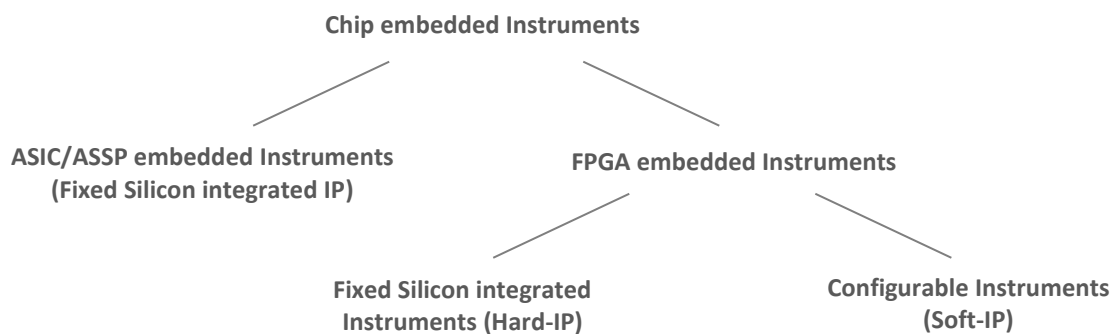 Chip embedded Instruments
ASIC/ASSP embedded Instruments
(Fixed Silicon integrated IP)
FPGA embedded Instruments
Fixed Silicon integrated
Instruments (Hard-IP)
Configurable Instruments
(Soft-IP)